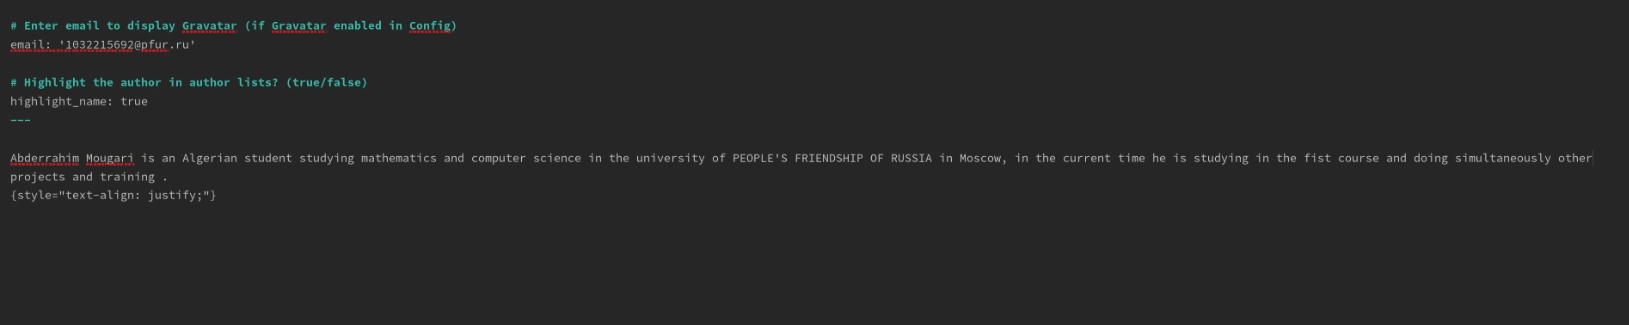 # Enter email to display Gravatar (if Gravatar enabled in Config)
email: '1032215692@pfur.ru'
# Highlight the author in author lists? (true/false)
highlight_name: true
---
Abderrahim Mougari is an Algerian student studying mathematics and computer science in the university of PEOPLE'S FRIENDSHIP OF RUSSIA in Moscow, in the current time he is studying in the fist course and doing simultaneously other
projects and training .
{style="text-align: justify;"}